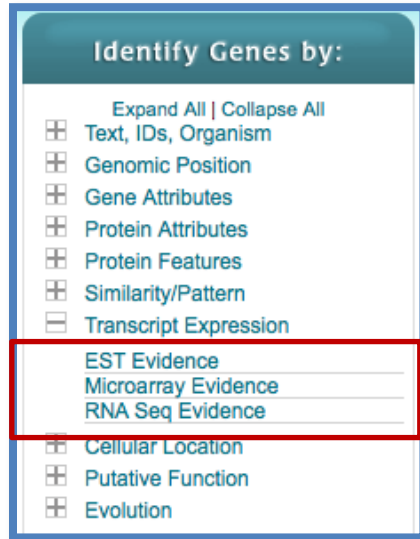 Identify Genes by:
Expand All | Collapse All
Text, IDs, Organism
Genomic Position
Gene Attributes
Protein Attributes
Protein Features
Similarity/Pattern
Transcript Expression
EST Evidence
Microarray Evidence
RNA Seq Evidence
Cellular Location
Putative Function
Evolution